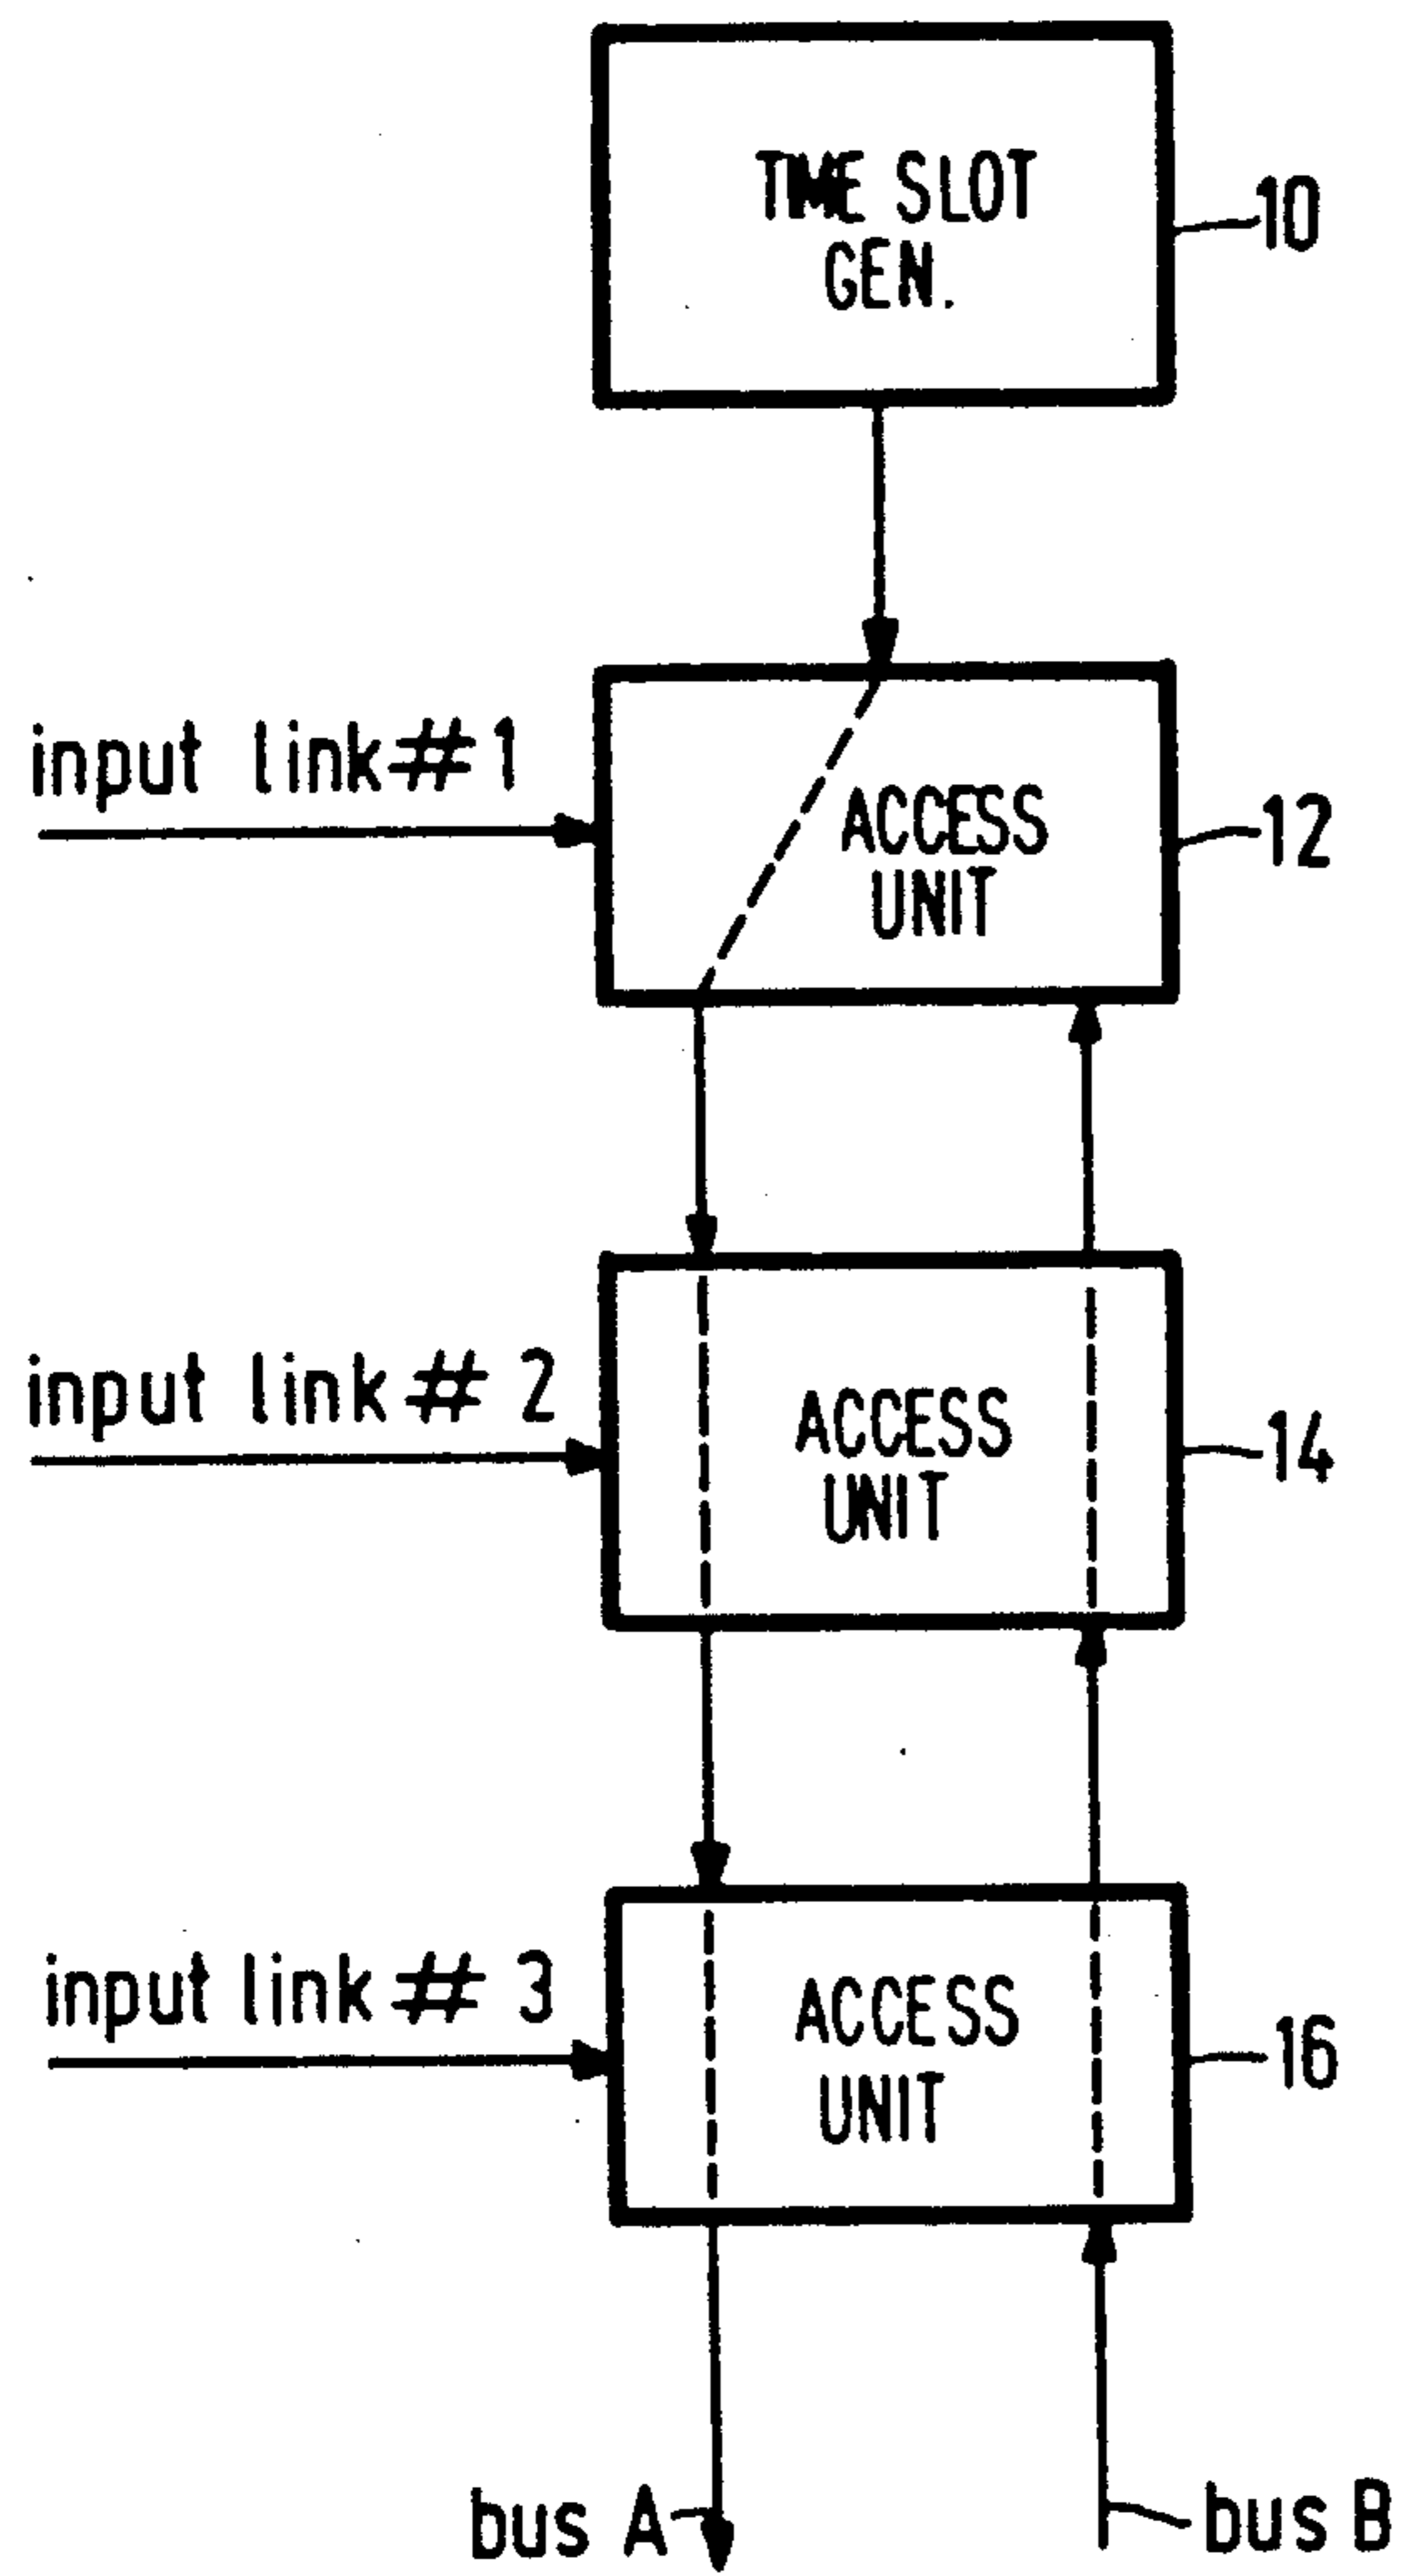 TIME SLOT
GEN.
10
input link # 1
ACCESS
UNIT
12
input link # 2
ACCESS
UNIT
14
input link # 3
ACCESS
UNIT
16
bus A
bus B